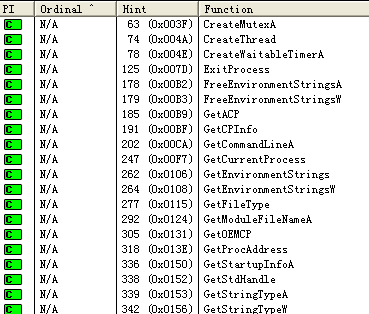 PI Ordinal ^ Hint Function
C N/A 63 (0x003F) CreateMutexA
C N/A 74 (0x004A) CreateThread
C N/A 78 (0x004E) CreateWaitableTimerA
C N/A 125 (0x007D) ExitProcess
C N/A 178 (0x00B2) FreeEnvironmentStringsA
C N/A 179 (0x00B3) FreeEnvironmentStringsW
C N/A 185 (0x00B9) GetACP
C N/A 191 (0x00BF) GetCPInfo
C N/A 202 (0x00CA) GetCommandLineA
C N/A 247 (0x00F7) GetCurrentProcess
C N/A 262 (0x0106) GetEnvironmentStrings
C N/A 264 (0x0108) GetEnvironmentStringsW
C N/A 277 (0x0115) GetFileType
C N/A 292 (0x0124) GetModuleFileNameA
C N/A 305 (0x0131) GetOEMCP
C N/A 318 (0x013E) GetProcAddress
C N/A 336 (0x0150) GetStartupInfoA
C N/A 338 (0x0152) GetStdHandle
C N/A 339 (0x0153) GetStringTypeA
C N/A 342 (0x0156) GetStringTypeW